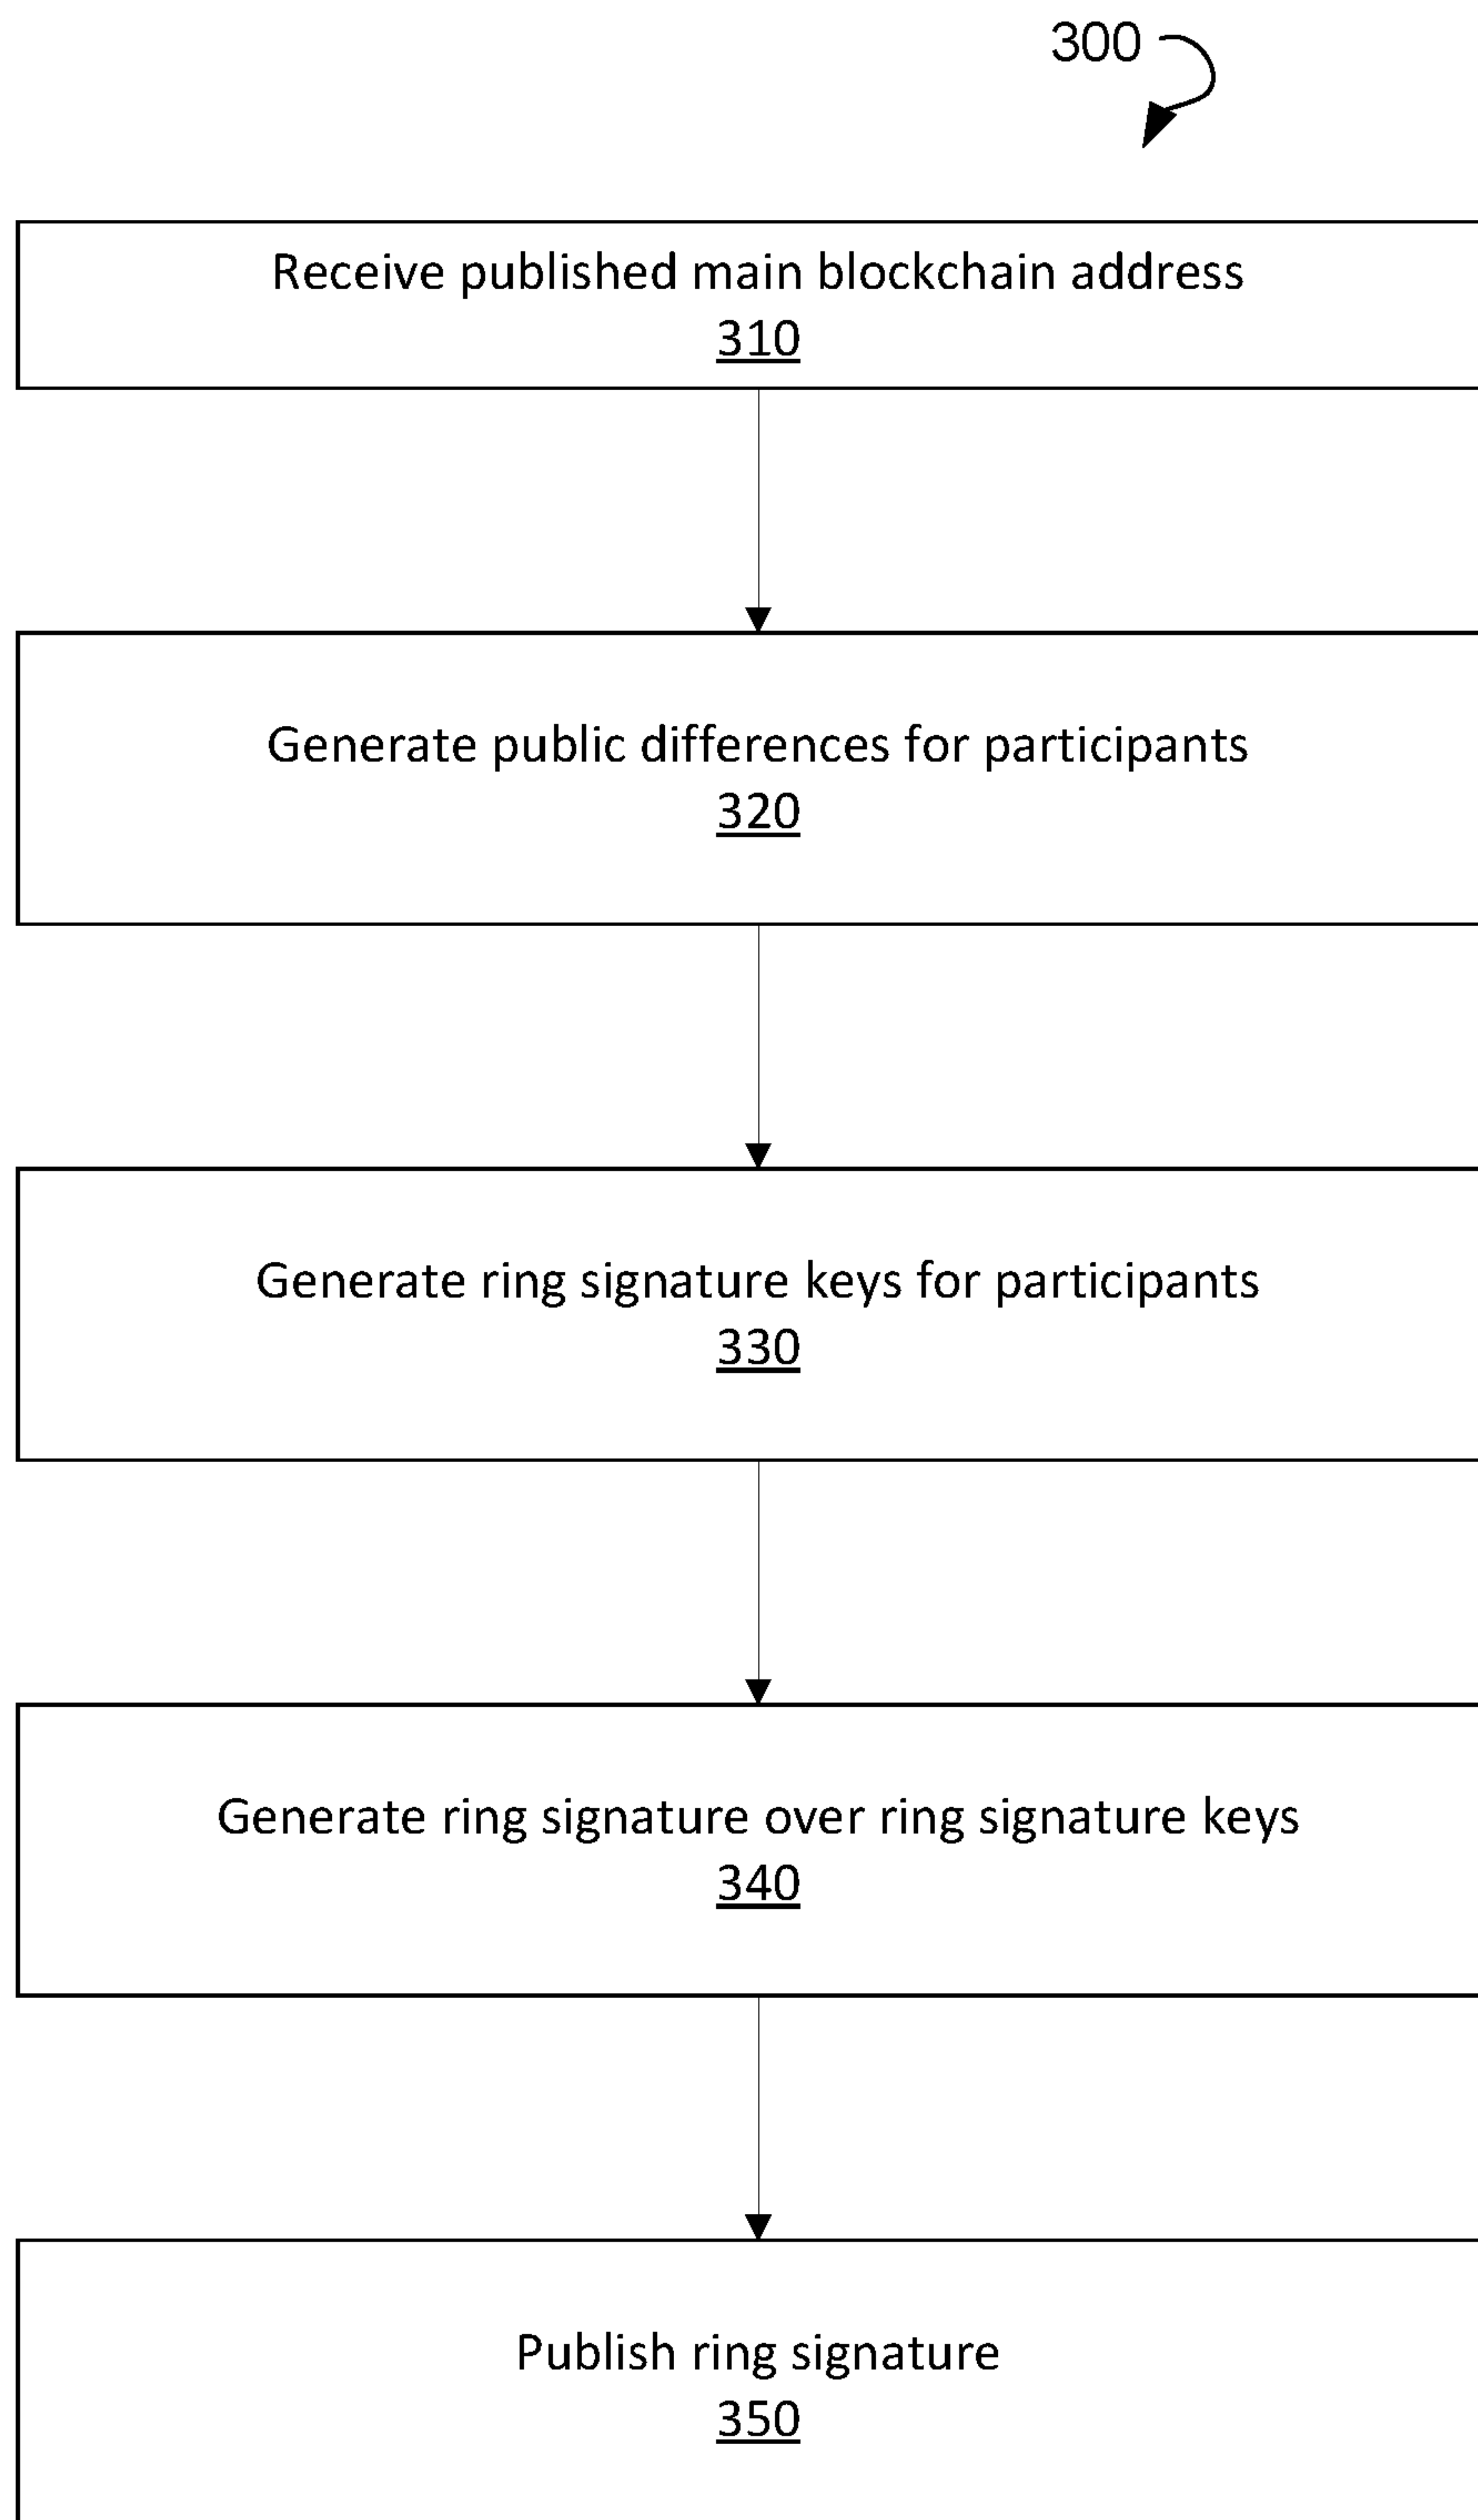 300
Receive published main blockchain address
310
Generate public differences for participants
320
Generate ring signature keys for participants
330
Generate ring signature over ring signature keys
340
Publish ring signature
350